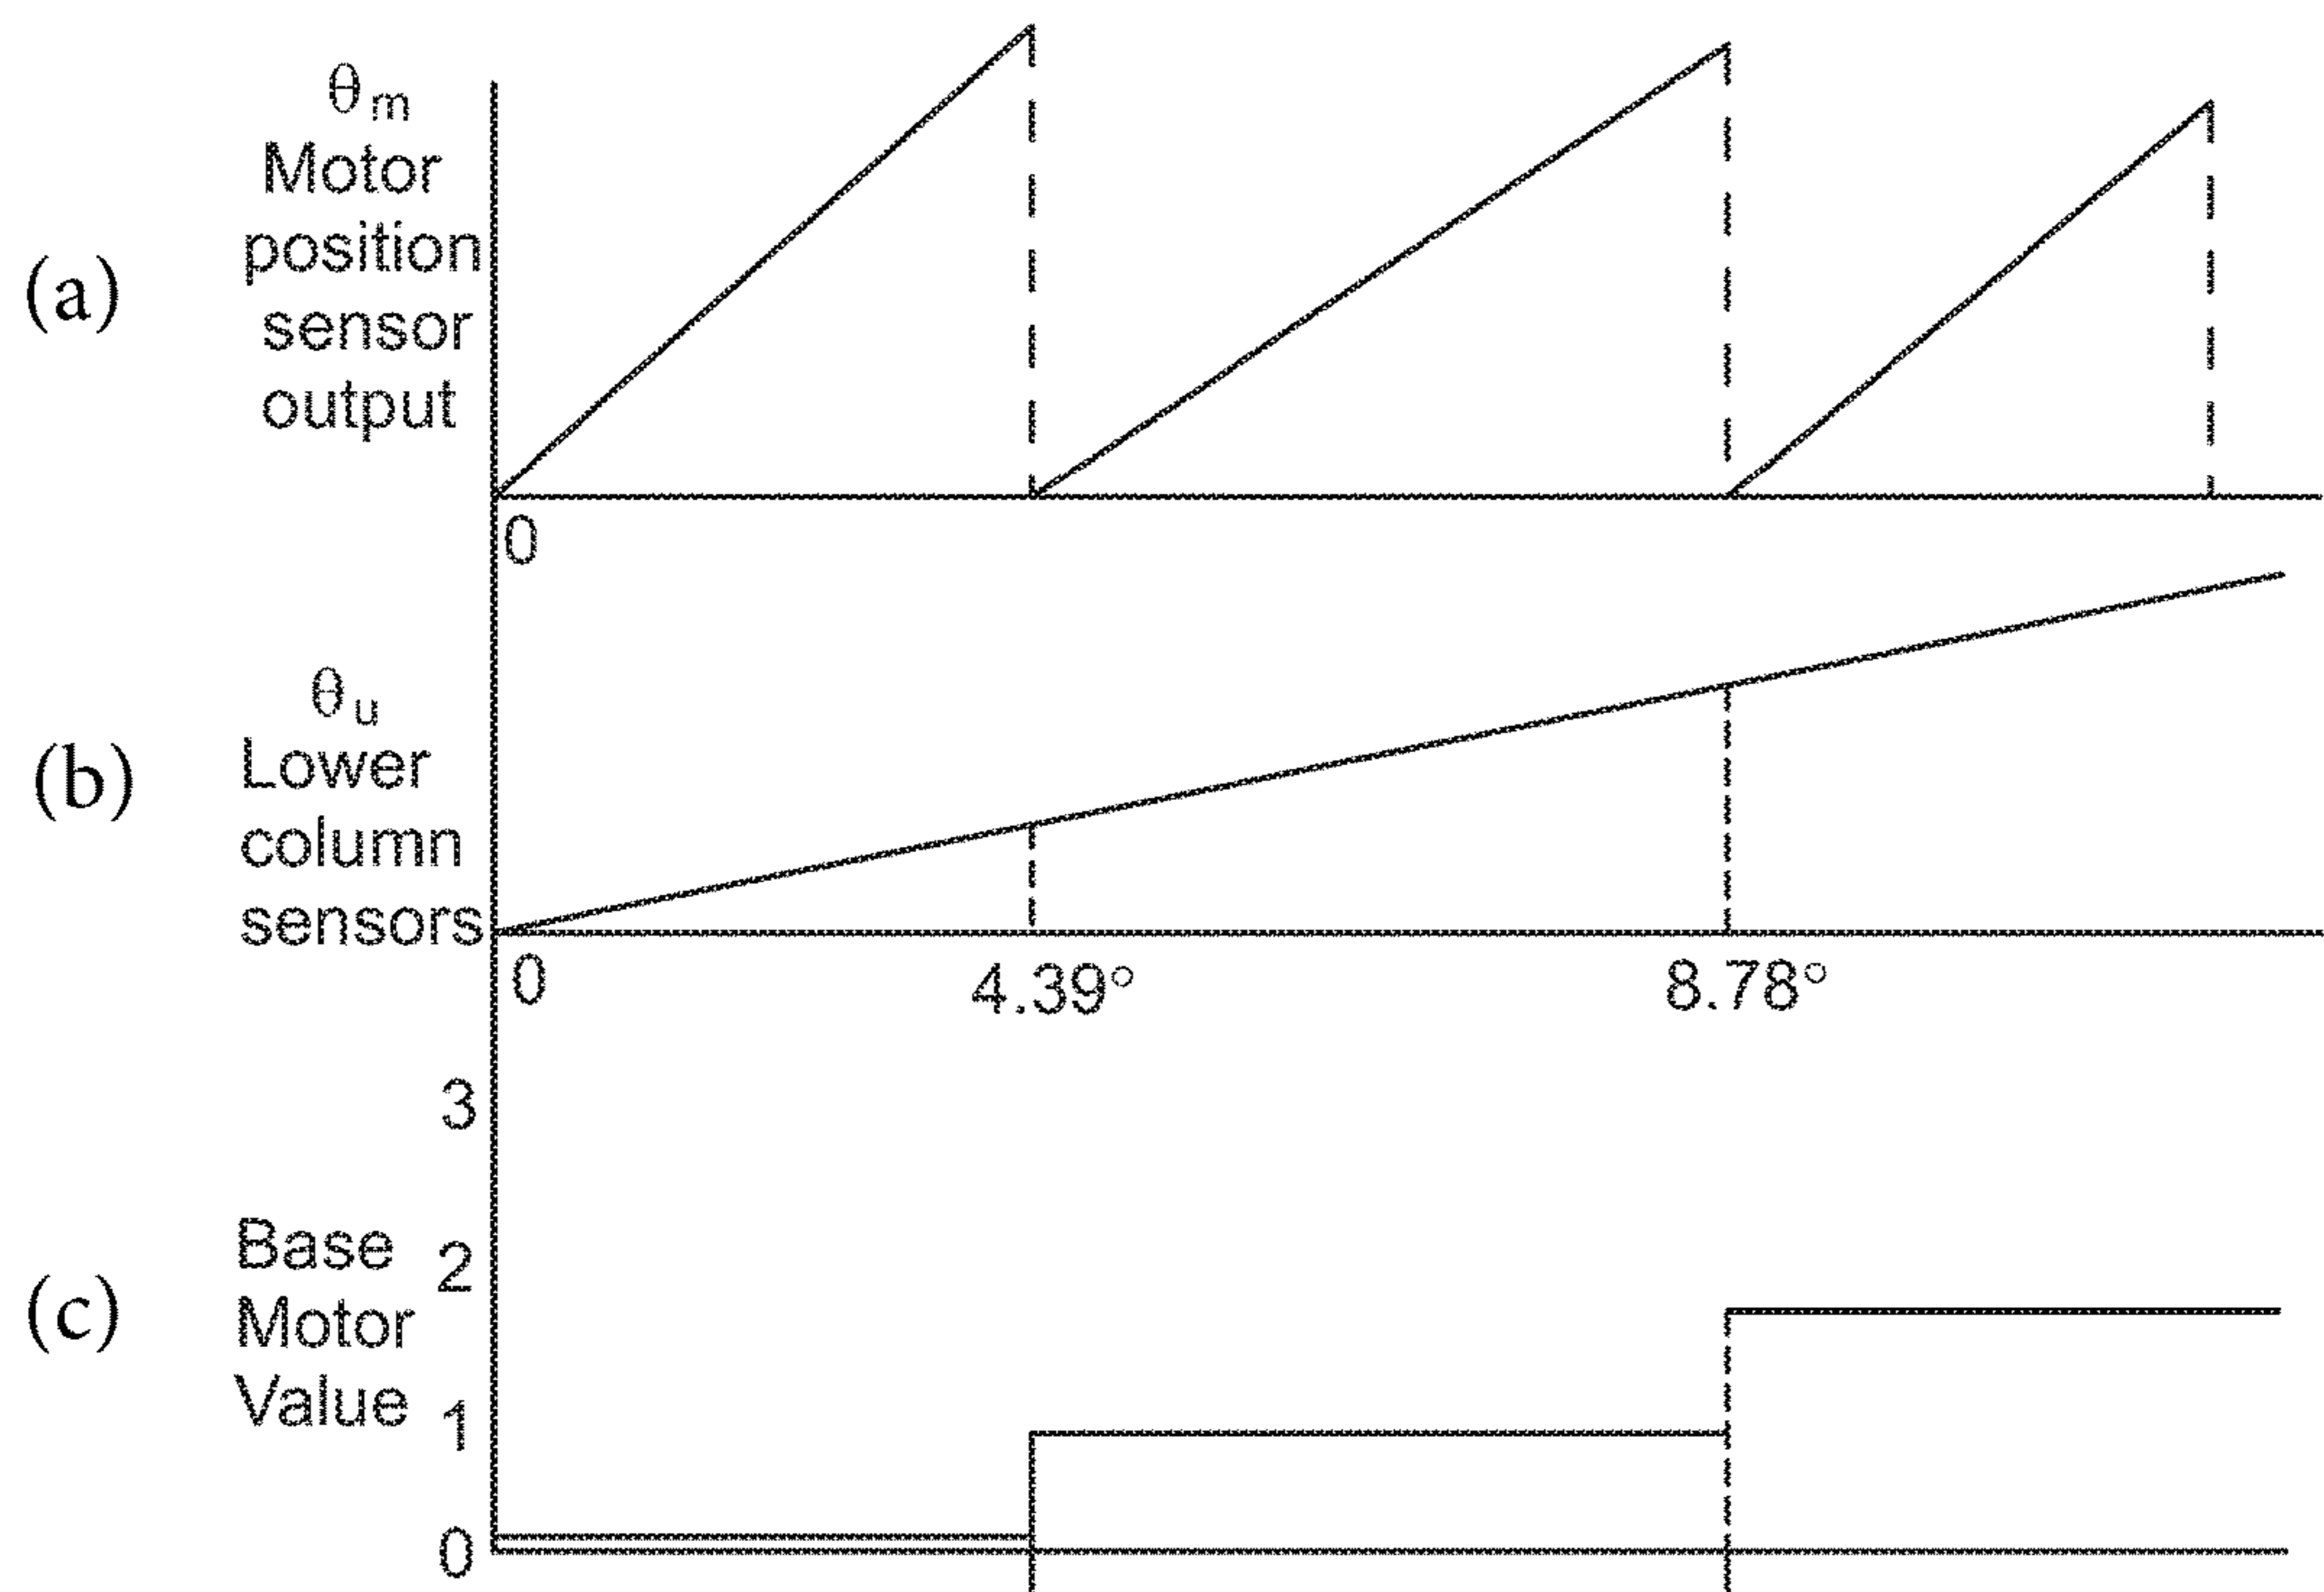 (a)
θm
Motor
position
sensor
output
0
(b)
θu
Lower
column
sensors
0
4.39°
8.78°
(c)
Base
Motor
Value
3
2
1
0